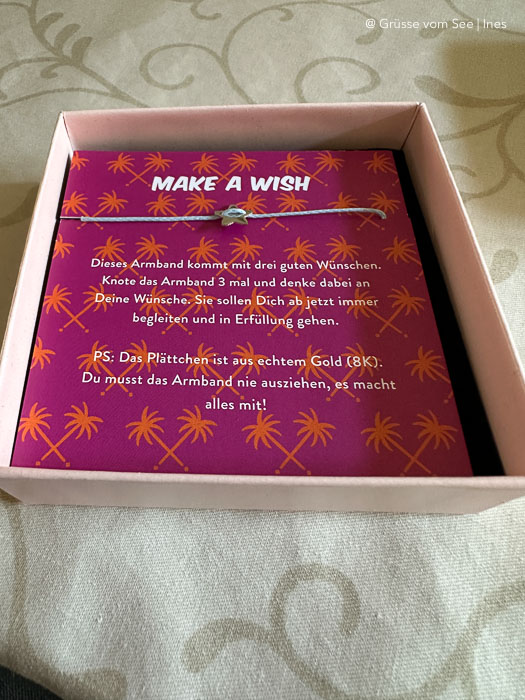 @ Grüsse vom See | Ines
MAKE A WISH
Dieses Armband kommt mit drei guten Wünschen.
Knote das Armband 3 mal und denke dabei an
Deine Wünsche. Sie sollen Dich ab jetzt immer
begleiten und in Erfüllung gehen.
PS: Das Plättchen ist aus echtem Gold (8K).
Du musst das Armband nie ausziehen, es macht
alles mit!